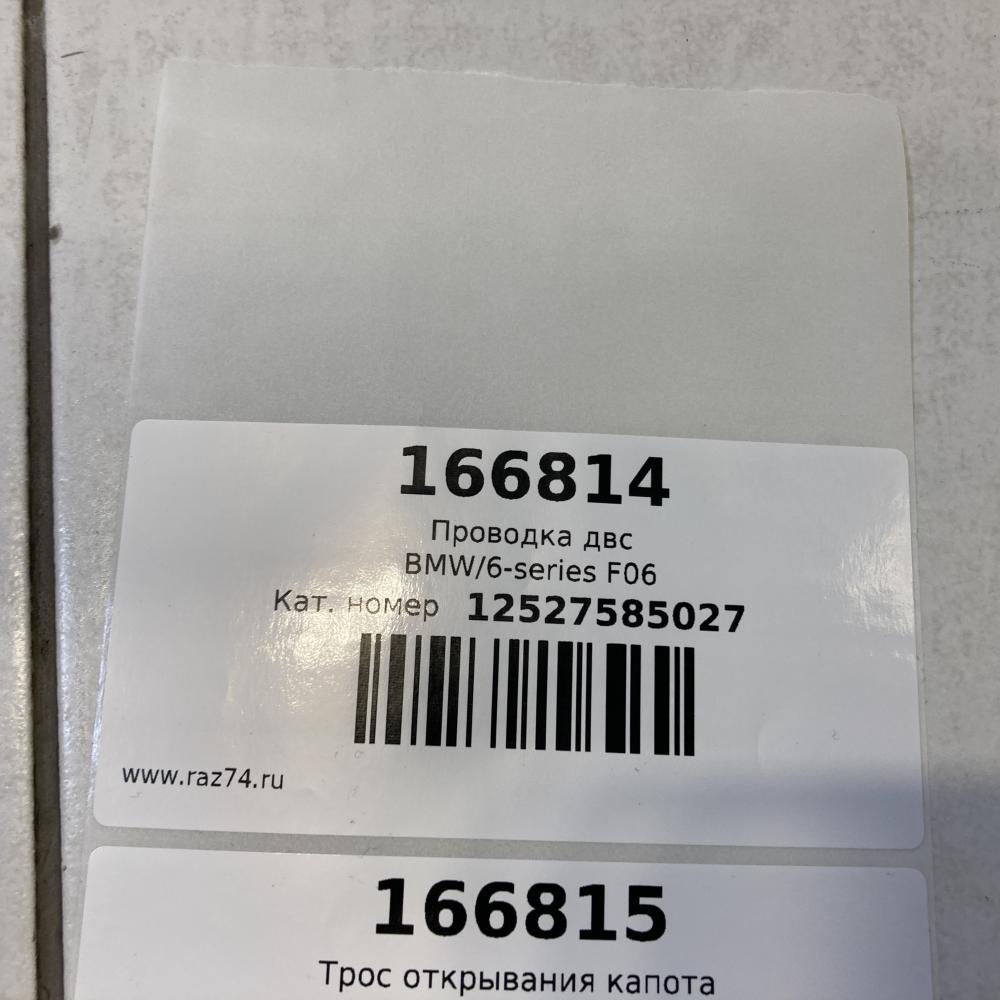 166814
Проводка двс
BMW/6-series F06
Кат. номер 12527585027
www.raz74.ru
166815
Трос открывания капота